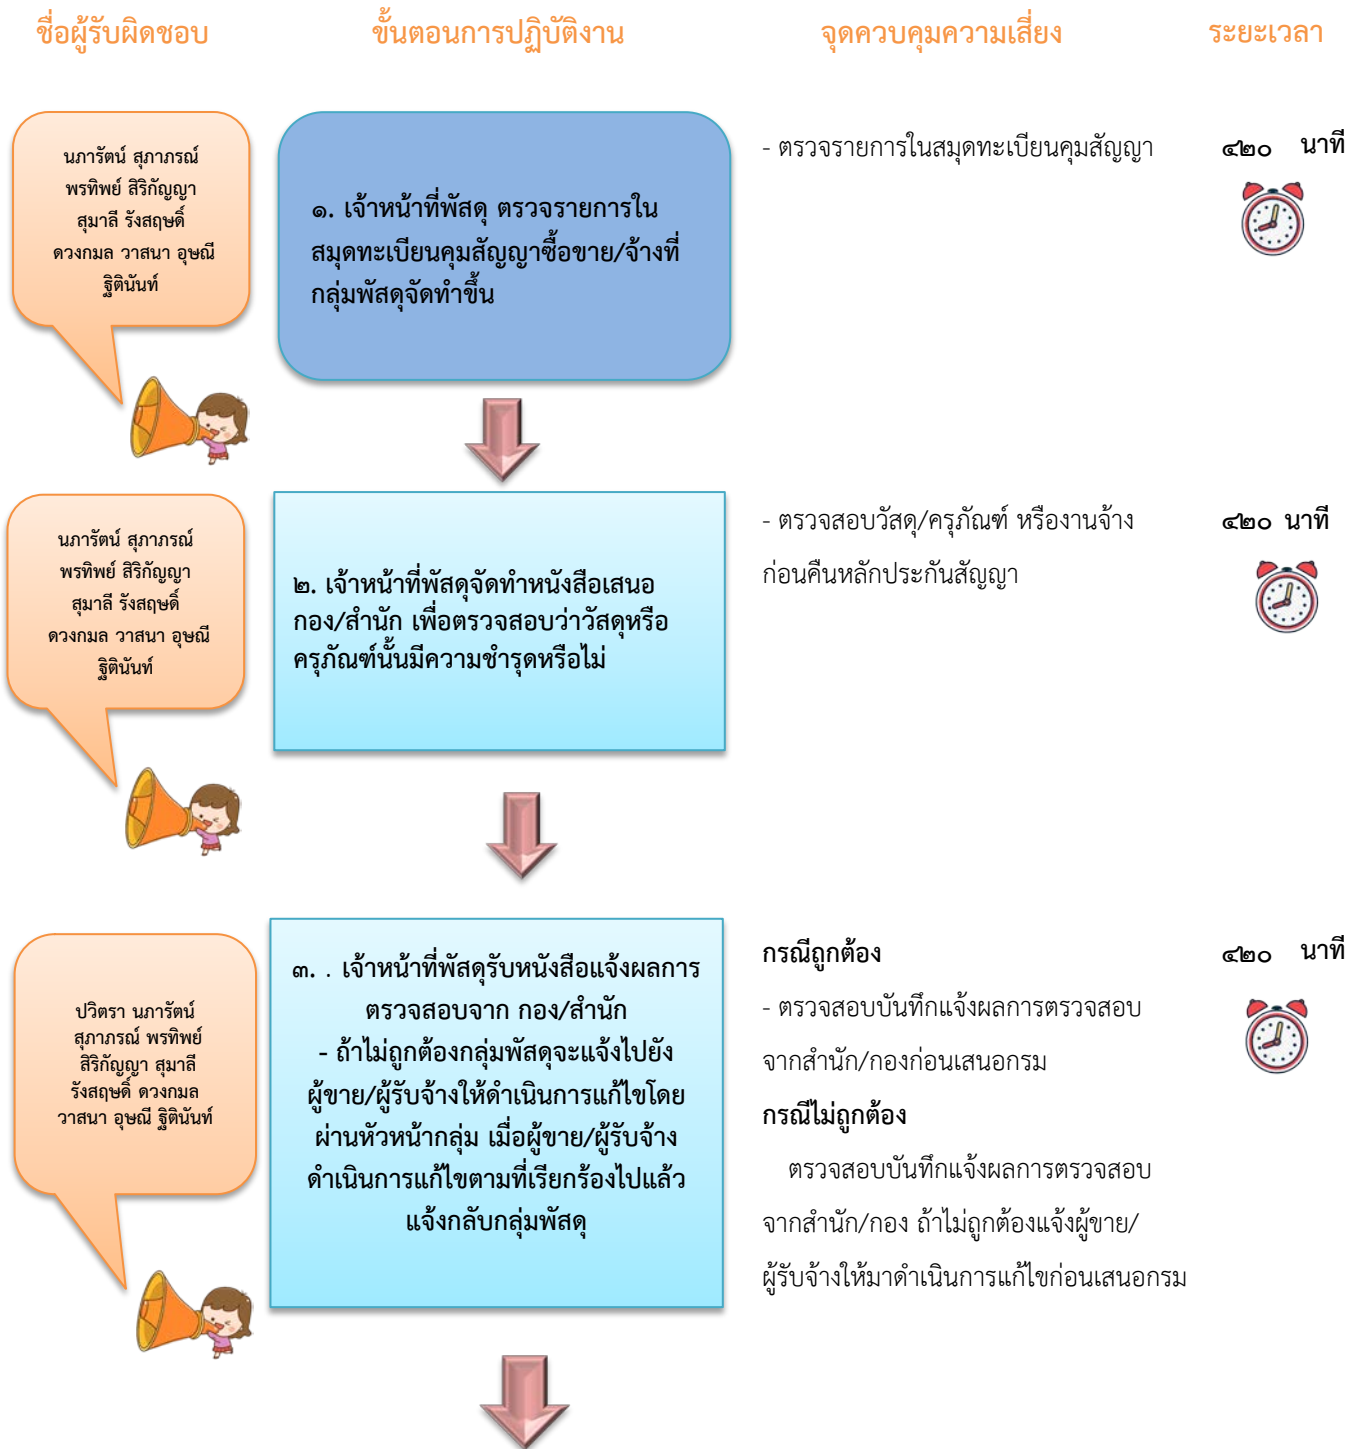 ชื่อผู้รับผิดชอบ
ขั้นตอนการปฏิบัติงาน
จุดควบคุมความเสี่ยง
ระยะเวลา
นภารัตน์ สุภาภรณ์
พรทิพย์ สิริกัญญา
สุมาลี รังสฤษดิ์
ดวงกมล วาสนา อุษณี
ฐิตินันท์
๑. เจ้าหน้าที่พัสดุ ตรวจรายการใน
สมุดทะเบียนคุมสัญญาซื้อขาย/จ้างที่
กลุ่มพัสดุจัดทำขึ้น
- ตรวจรายการในสมุดทะเบียนคุมสัญญา
๔๒๐ นาที
นภารัตน์ สุภาภรณ์
พรทิพย์ สิริกัญญา
สุมาลี รังสฤษดิ์
ดวงกมล วาสนา อุษณี
ฐิตินันท์
๒. เจ้าหน้าที่พัสดุจัดทำหนังสือเสนอ
กอง/สำนัก เพื่อตรวจสอบว่าวัสดุหรือ
ครุภัณฑ์นั้นมีความชำรุดหรือไม่
- ตรวจสอบวัสดุ/ครุภัณฑ์ หรืองานจ้าง
ก่อนคืนหลักประกันสัญญา
๔๒๐ นาที
ปวิตรา นภารัตน์
สุภาภรณ์ พรทิพย์
สิริกัญญา สุมาลี
รังสฤษดิ์ ดวงกมล
วาสนา อุษณี ฐิตินันท์
๓. . เจ้าหน้าที่พัสดุรับหนังสือแจ้งผลการ
ตรวจสอบจาก กอง/สำนัก
- ถ้าไม่ถูกต้องกลุ่มพัสดุจะแจ้งไปยัง
ผู้ขาย/ผู้รับจ้างให้ดำเนินการแก้ไขโดย
ผ่านหัวหน้ากลุ่ม เมื่อผู้ขาย/ผู้รับจ้าง
ดำเนินการแก้ไขตามที่เรียกร้องไปแล้ว
แจ้งกลับกลุ่มพัสดุ
กรณีถูกต้อง
- ตรวจสอบบันทึกแจ้งผลการตรวจสอบ
จากสำนัก/กองก่อนเสนอกรม
กรณีไม่ถูกต้อง
ตรวจสอบบันทึกแจ้งผลการตรวจสอบ
จากสำนัก/กอง ถ้าไม่ถูกต้องแจ้งผู้ขาย/
ผู้รับจ้างให้มาดำเนินการแก้ไขก่อนเสนอกรม
๔๒๐ นาที